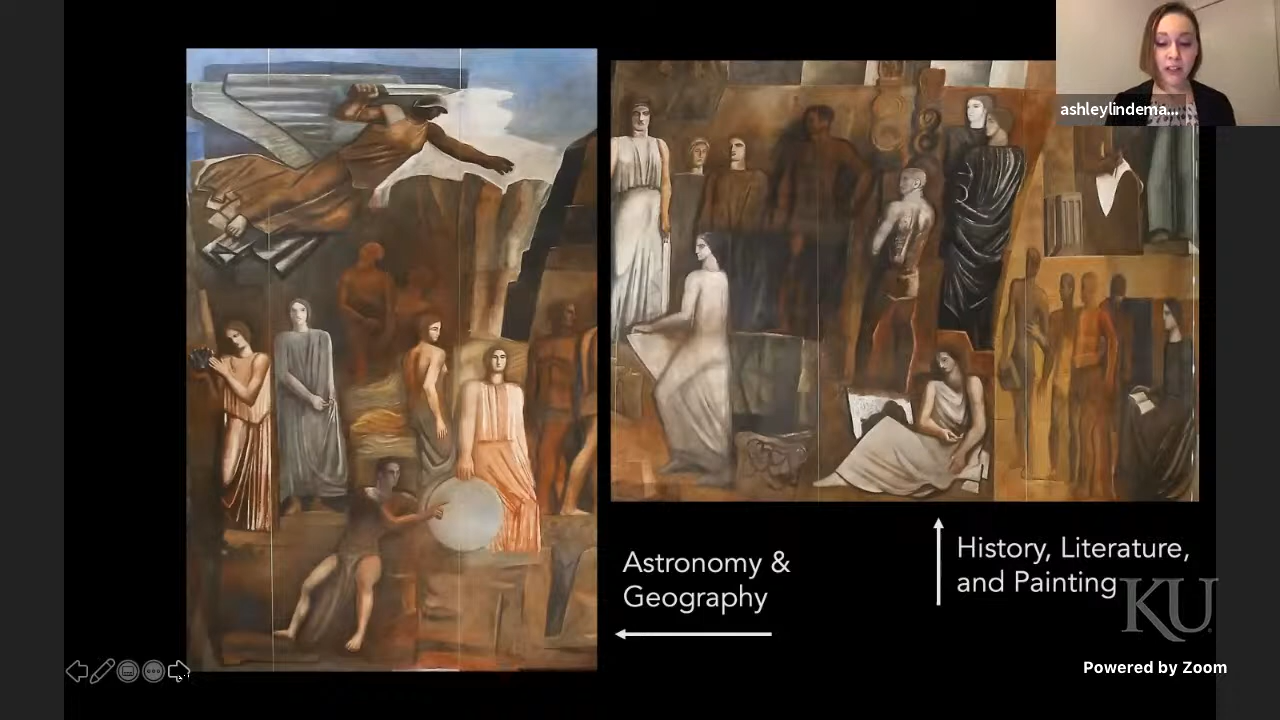 ashleylindema...
Astronomy &
Geography
History, Literature,
and Painting
KU
Powered by Zoom